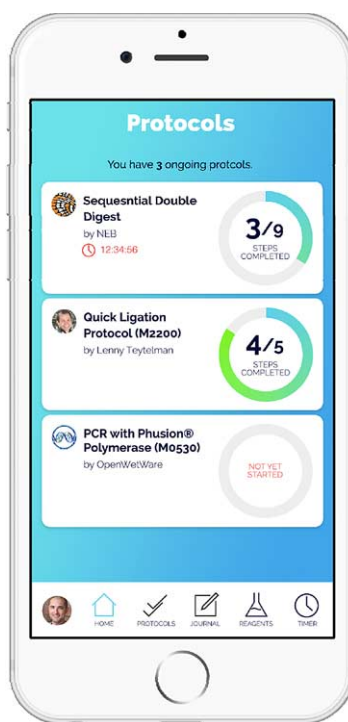 Protocols
You have 3 ongoing protcols.
Sequesntial Double
Digest
by NEB
12:34:56
3/9
STEPS
COMPLETED
Quick Ligation
Protocol (M2200)
by Lenny Teytelman
4/5
STEPS
COMPLETED
PCR with Phusion®
Polymerase (M0530)
by OpenWetWare
NOT YET
STARTED
HOME
PROTOCOLS
JOURNAL
REAGENTS
TIMER